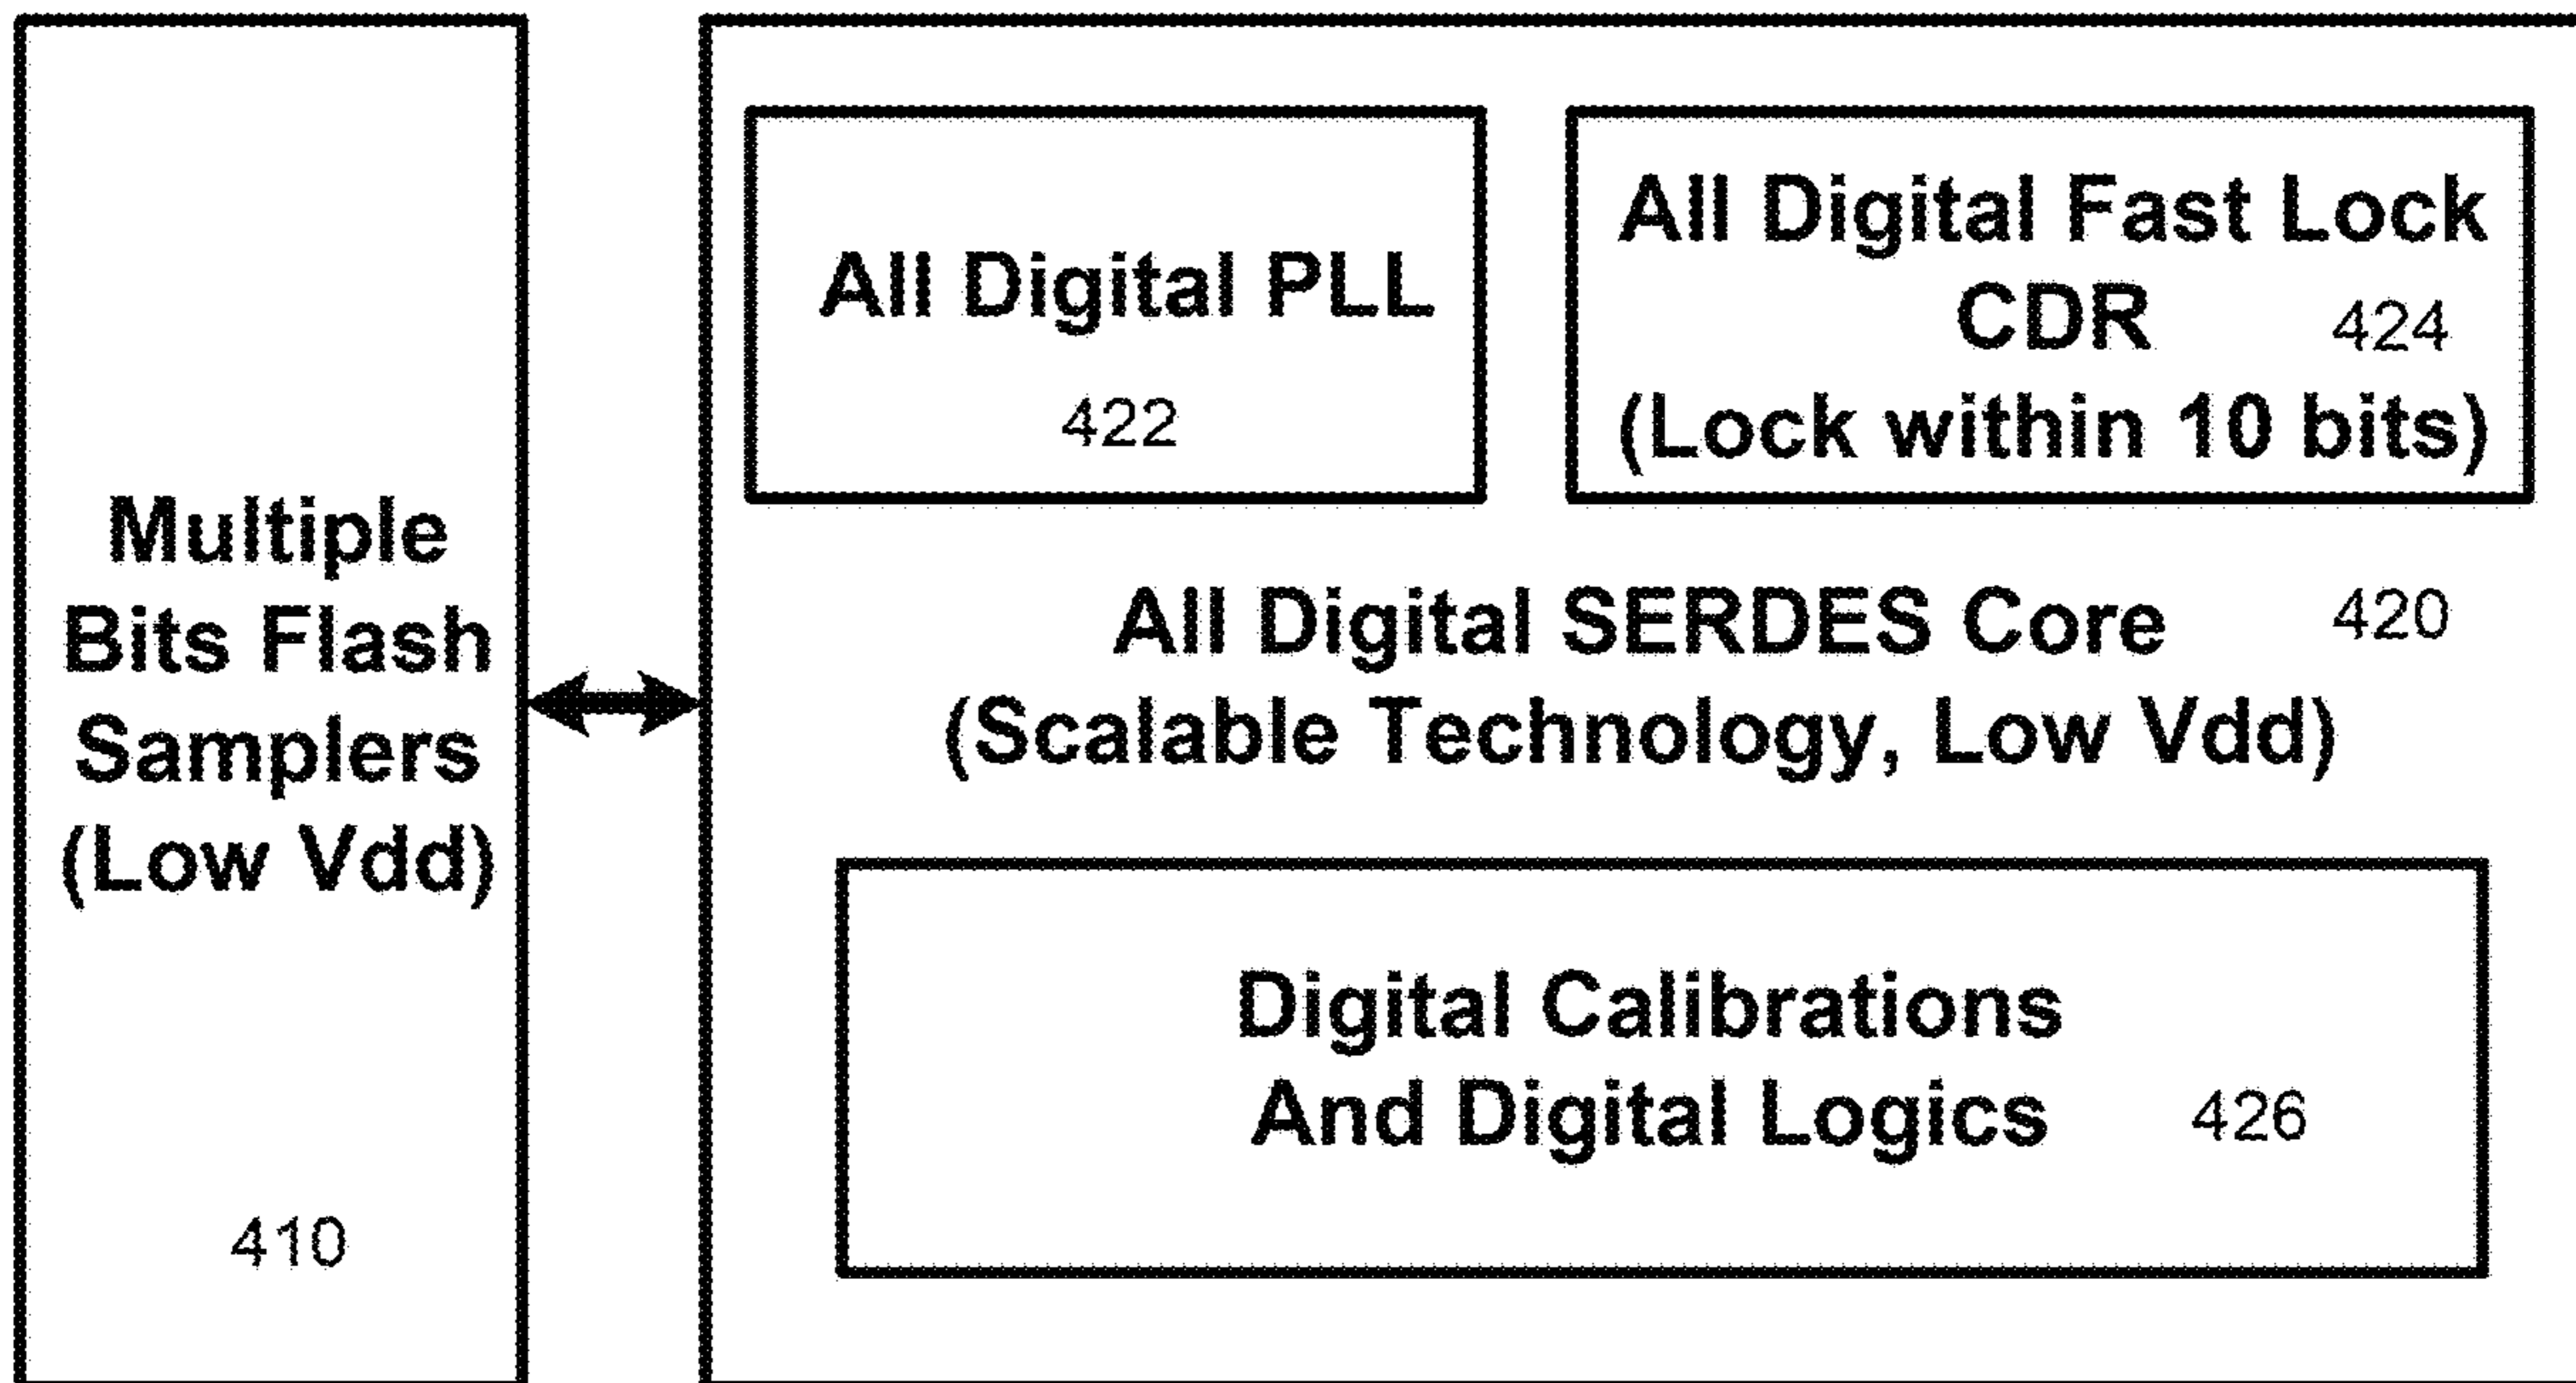 Multiple
Bits Flash
Samplers
(Low Vdd)
410
All Digital PLL
422
All Digital Fast Lock
CDR 424
(Lock within 10 bits)
All Digital SERDES Core 420
(Scalable Technology, Low Vdd)
Digital Calibrations
And Digital Logics 426